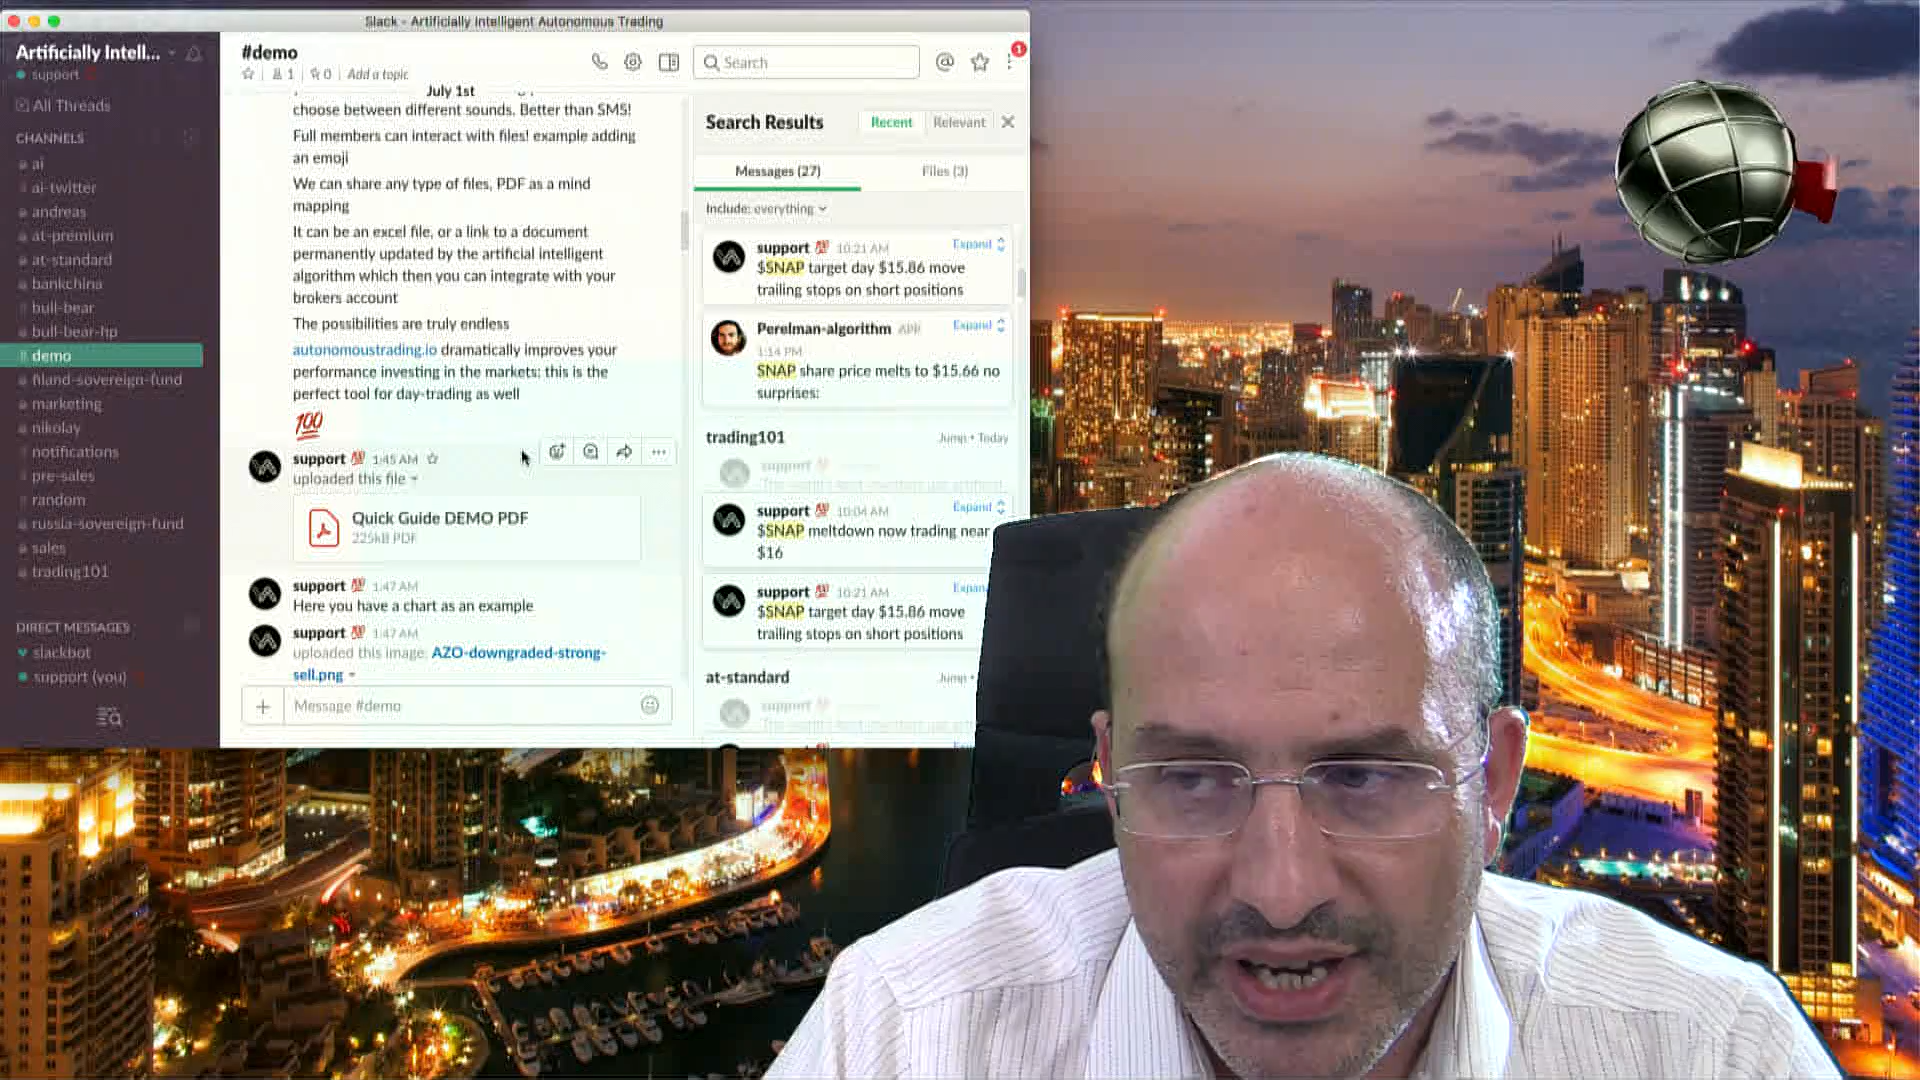 Slack - Artificially Intelligent Autonomous Trading
Artificially Intell...
support
All Threads
CHANNELS
ai
ai-twitter
andreas
at-premium
at-standard
bankchina
bull-bear
bull-bear-hp
demo
filand-sovereign-fund
marketing
nikolay
notifications
pre-sales
random
russia-sovereign-fund
sales
trading101
DIRECT MESSAGES
slackbot
support (you)
#demo
1
0
Add a topic
Search
1
July 1st
choose between different sounds. Better than SMS!
Full members can interact with files! example adding
an emoji
We can share any type of files, PDF as a mind
mapping
It can be an excel file, or a link to a document
permanently updated by the artificial intelligent
algorithm which then you can integrate with your
brokers account
The possibilities are truly endless
autonomoustrading.io dramatically improves your
performance investing in the markets: this is the
perfect tool for day-trading as well
100
support 💯 1:45 AM
uploaded this file
Quick Guide DEMO PDF
225kB PDF
support 💯 1:47 AM
Here you have a chart as an example
support 💯 1:47 AM
uploaded this image: AZO-downgraded-strong-
sell.png
Message #demo
Search Results
Recent
Relevant
Messages (27)
Files (3)
Include: everything
support 💯 10:21 AM
Expand
$SNAP target day $15.86 move
trailing stops on short positions
Perelman-algorithm APP
Expand
1:14 PM
SNAP share price melts to $15.66 no
surprises:
trading101
Jump • Today
support
support 💯 10:04 AM
Expand
$SNAP meltdown now trading near
$16
support 💯 10:21 AM
$SNAP target day $15.86 move
trailing stops on short positions
at-standard
Jump •
support